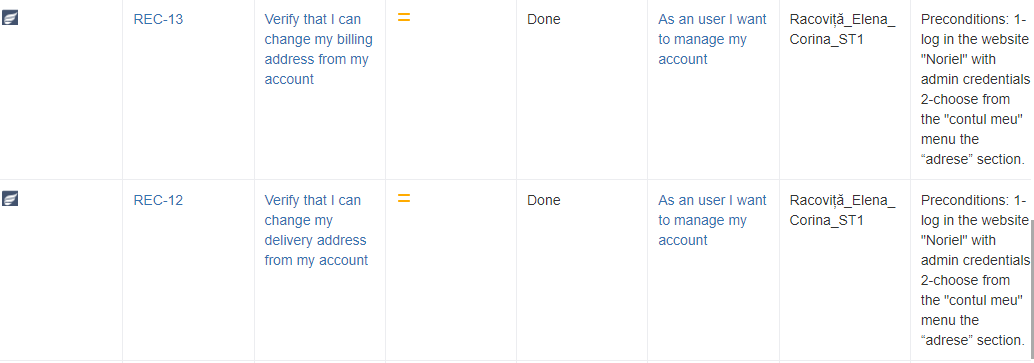 REC-13
Verify that I can
change my billing
address from my
account
Done
As an user I want
to manage my
account
Racoviță_Elena_
Corina_ST1
Preconditions: 1-
log in the website
"Noriel" with
admin credentials
2-choose from
the "contul meu"
menu the
“adrese” section.
REC-12
Verify that I can
change my
delivery address
from my account
Done
As an user I want
to manage my
account
Racoviță_Elena_
Corina_ST1
Preconditions: 1-
log in the website
"Noriel" with
admin credentials
2-choose from
the "contul meu"
menu the
“adrese” section.